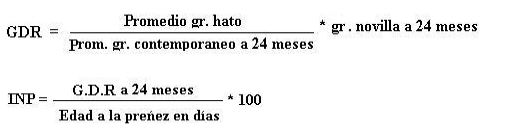 GDR = Promedio gr. hato / Prom. gr. contemporaneo a 24 meses * gr. novilla a 24 meses
INP = G.D.R a 24 meses / Edad a la preñez en días * 100